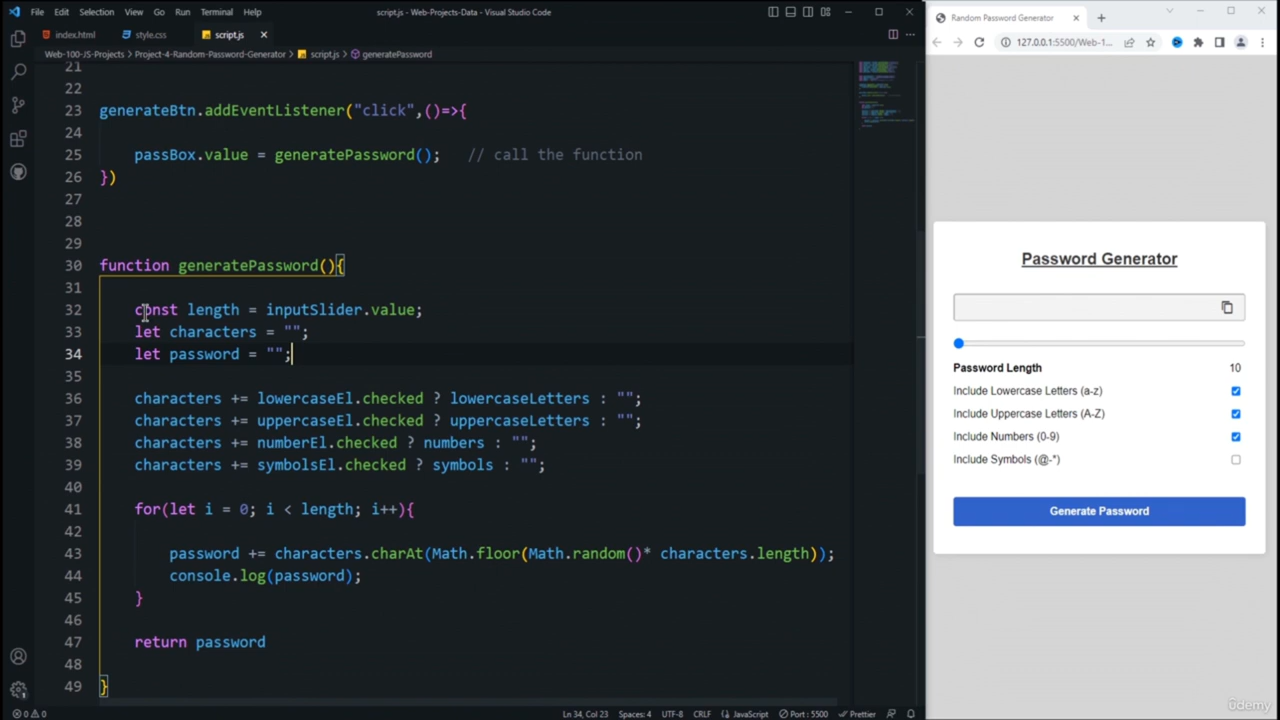 File Edit Selection View Go Run Terminal Help script.js - Web-Projects-Data - Visual Studio Code
index.html style.css script.js
Web-100-JS-Projects > Project-4-Random-Password-Generator > script.js > generatePassword
21
22
23 generateBtn.addEventListener("click",()=>{
24
25 passBox.value = generatePassword(); // call the function
26 })
27
28
29
30 function generatePassword(){
31
32 const length = inputSlider.value;
33 let characters = "";
34 let password = "";
35
36 characters += lowercaseEl.checked ? lowercaseLetters : "";
37 characters += uppercaseEl.checked ? uppercaseLetters : "";
38 characters += numberEl.checked ? numbers : "";
39 characters += symbolsEl.checked ? symbols : "";
40
41 for(let i = 0; i < length; i++){
42
43 password += characters.charAt(Math.floor(Math.random()* characters.length));
44 console.log(password);
45 }
46
47 return password
48
49 }
0 0 Ln 34, Col 23 Spaces: 4 UTF-8 CRLF JavaScript Port : 5500 Prettier
Random Password Generator
127.0.0.1:5500/Web-1...
Password Generator
Password Length 10
Include Lowercase Letters (a-z)
Include Uppercase Letters (A-Z)
Include Numbers (0-9)
Include Symbols (@-*)
Generate Password
ûdemy